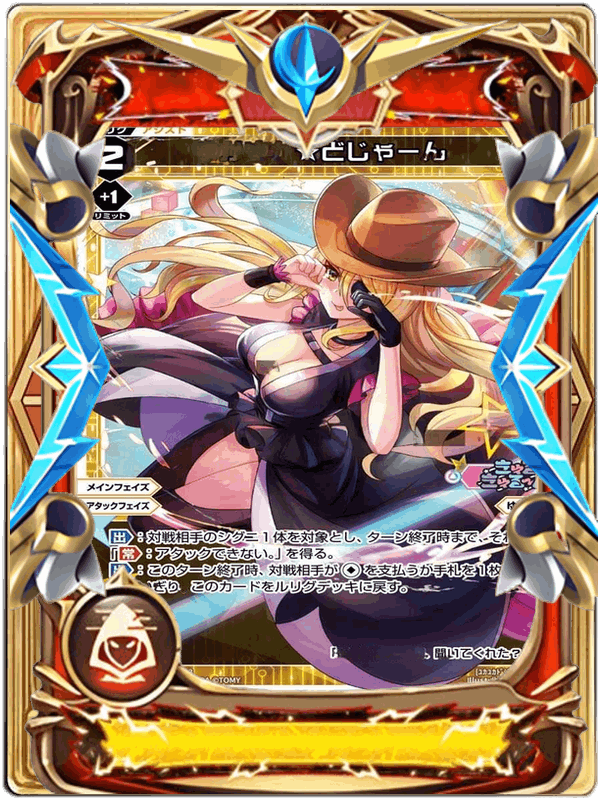 アシスト
2
どじゃーん
+1
リミット
メインフェイズ
アタックフェイズ
出：対戦相手のシグニ1体を対象とし、ターン終了時まで、それ
「常：アタックできない。」を得る。
：このターン終了時、対戦相手が を支払うか手札を1枚
このカードをルリグデッキに戻す。
聞いてくれた?
©TOMY